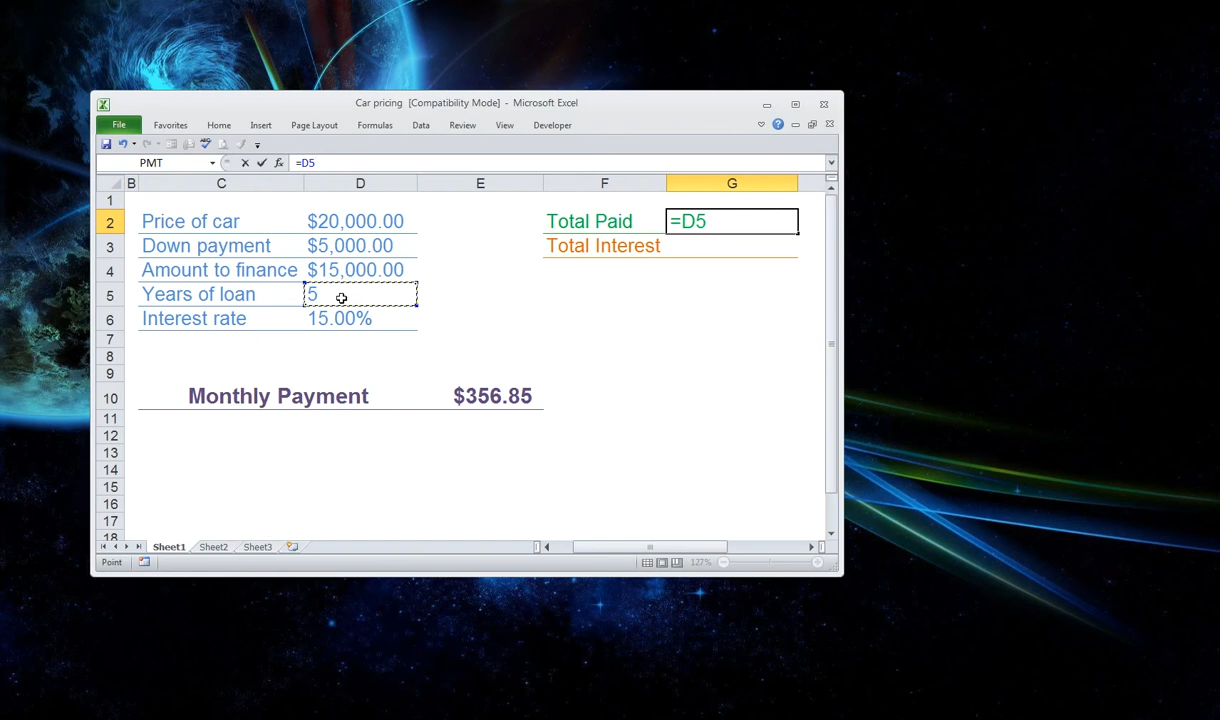 Car pricing [Compatibility Mode] - Microsoft Excel
File Favorites Home Insert Page Layout Formulas Data Review View Developer
PMT =D5
B C D E F G
1
2 Price of car $20,000.00 Total Paid =D5
3 Down payment $5,000.00 Total Interest
4 Amount to finance $15,000.00
5 Years of loan 5
6 Interest rate 15.00%
7
8
9
10 Monthly Payment $356.85
11
12
13
14
15
16
17
18
Sheet1 Sheet2 Sheet3
Point 127%